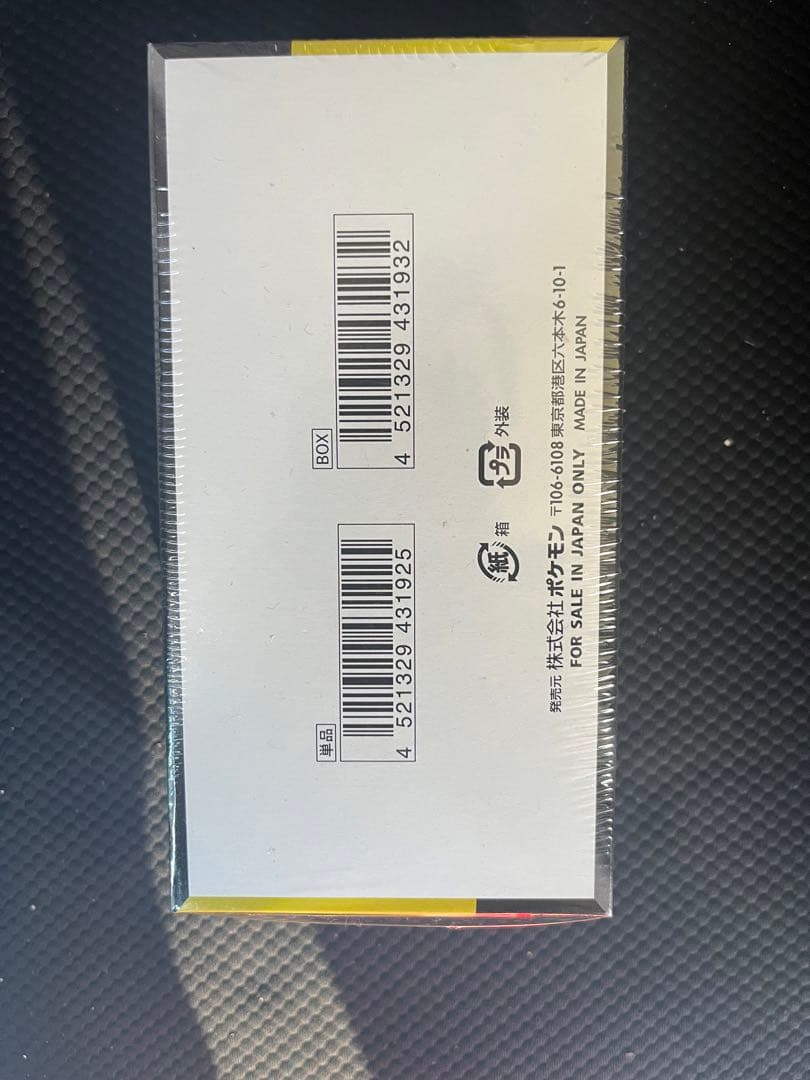 単品
4 521329 431925
BOX
4 521329 431932
紙 箱
プラ 外装
発売元 株式会社 ポケモン 〒106-6108 東京都港区六本木6-10-1
FOR SALE IN JAPAN ONLY MADE IN JAPAN